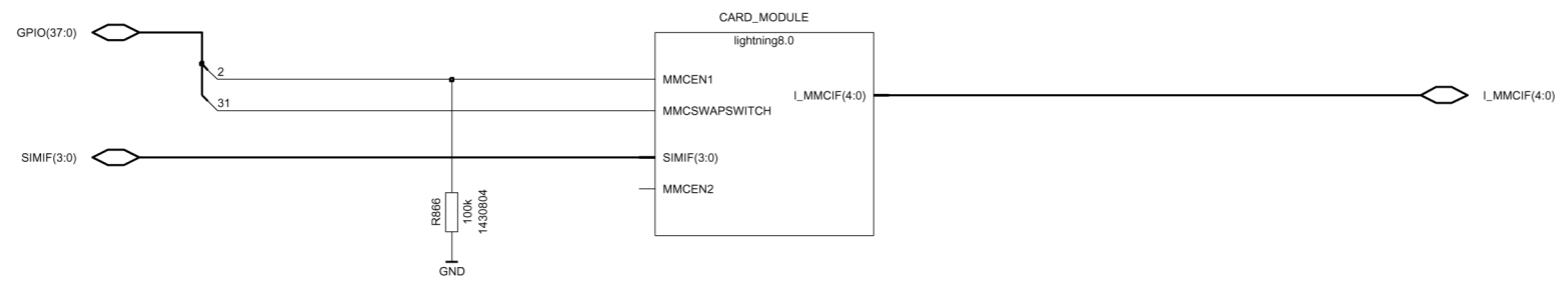 CARD_MODULE
lightning8.0
GPIO(37:0)
2
MMCEN1
I_MMCIF(4:0)
I_MMCIF(4:0)
31
MMCSWAPSWITCH
SIMIF(3:0)
SIMIF(3:0)
MMCEN2
R866
100k
1430804
GND